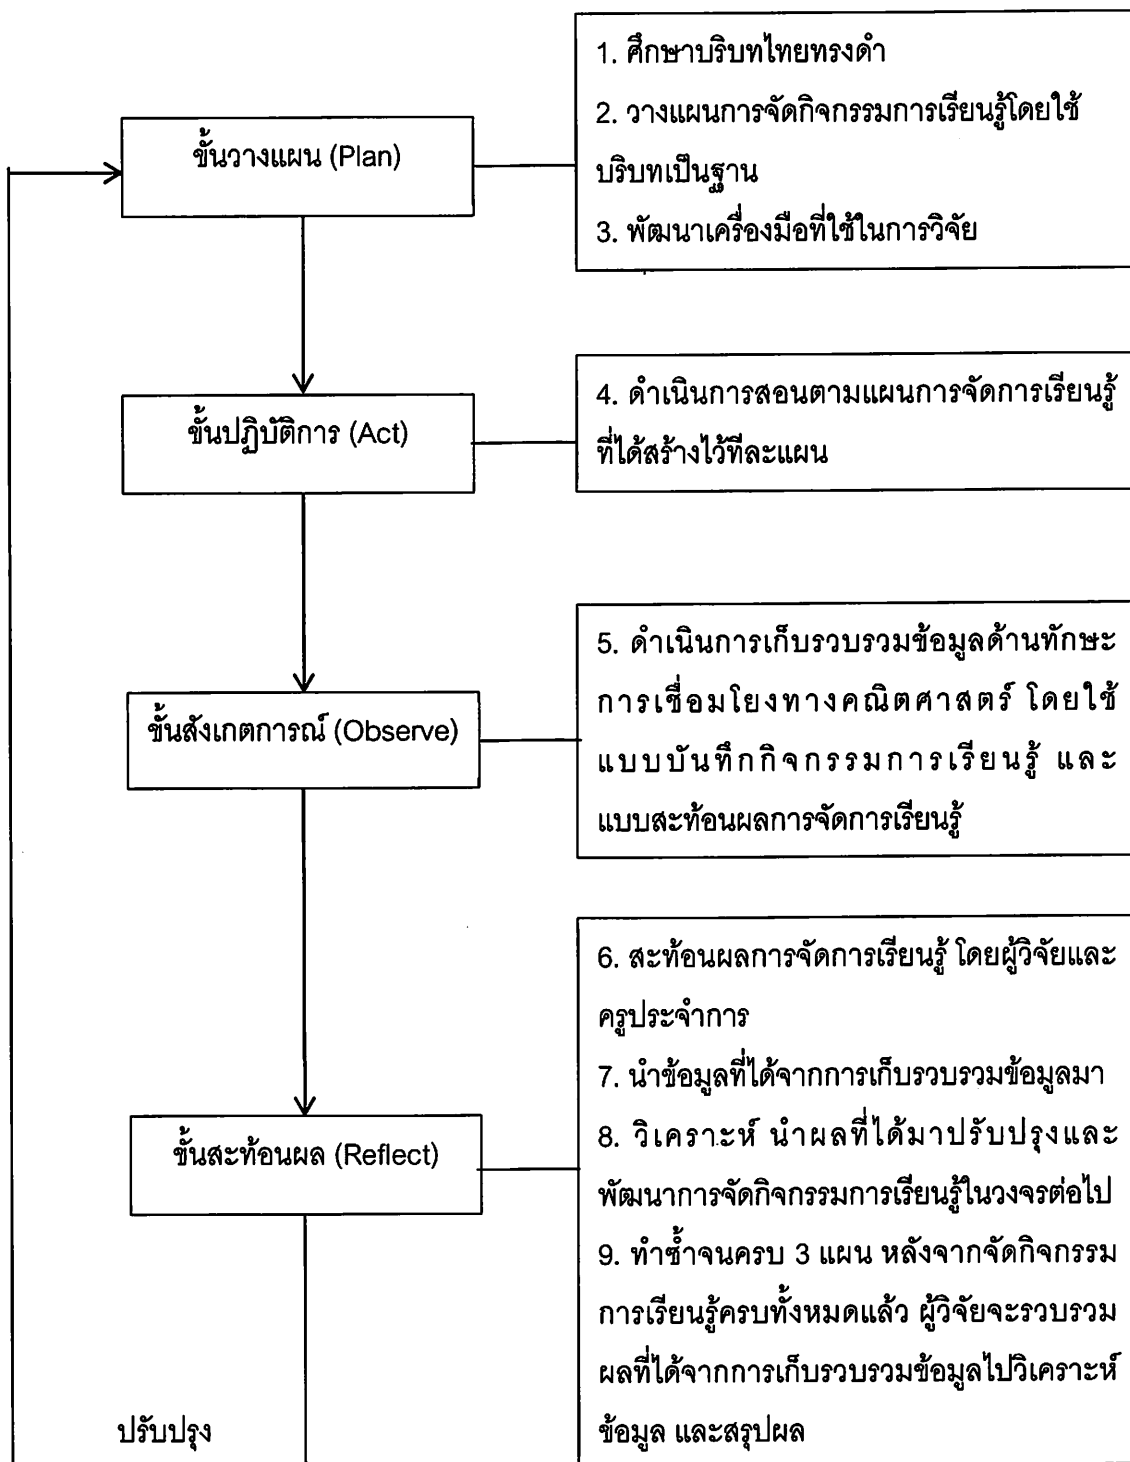 ขั้นวางแผน (Plan)
1. ศึกษาบริบทไทยทรงดำ
2. วางแผนการจัดกิจกรรมการเรียนรู้โดยใช้
บริบทเป็นฐาน
3. พัฒนาเครื่องมือที่ใช้ในการวิจัย
ขั้นปฏิบัติการ (Act)
4. ดำเนินการสอนตามแผนการจัดการเรียนรู้
ที่ได้สร้างไว้ทีละแผน
ขั้นสังเกตการณ์ (Observe)
5. ดำเนินการเก็บรวบรวมข้อมูลด้านทักษะ
การเชื่อมโยงทางคณิตศาสตร์ โดยใช้
แบบบันทึกกิจกรรมการเรียนรู้ และ
แบบสะท้อนผลการจัดการเรียนรู้
ขั้นสะท้อนผล (Reflect)
6. สะท้อนผลการจัดการเรียนรู้ โดยผู้วิจัยและ
ครูประจำการ
7. นำข้อมูลที่ได้จากการเก็บรวบรวมข้อมูลมา
8. วิเคราะห์ นำผลที่ได้มาปรับปรุงและ
พัฒนาการจัดกิจกรรมการเรียนรู้ในวงจรต่อไป
9. ทำซ้ำจนครบ 3 แผน หลังจากจัดกิจกรรม
การเรียนรู้ครบทั้งหมดแล้ว ผู้วิจัยจะรวบรวม
ผลที่ได้จากการเก็บรวบรวมข้อมูลไปวิเคราะห์
ข้อมูล และสรุปผล
ปรับปรุง